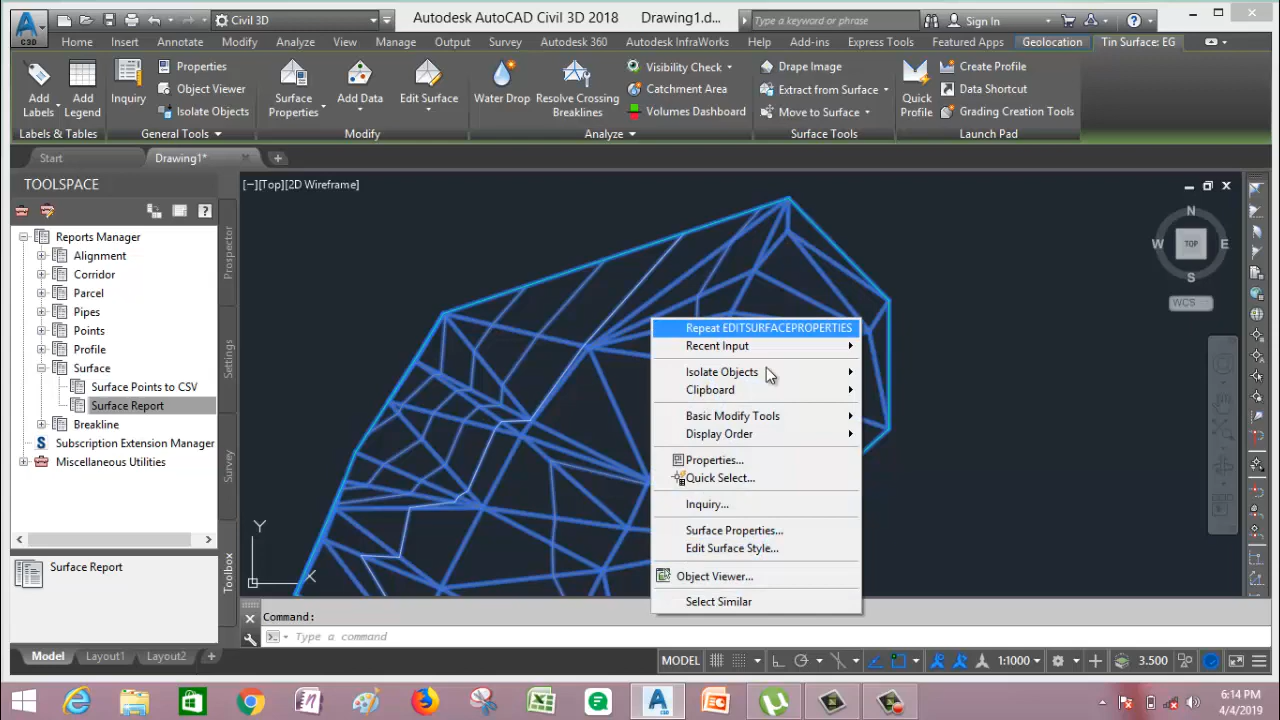 C3D
Civil 3D
Autodesk AutoCAD Civil 3D 2018 Drawing1.d...
Type a keyword or phrase
Sign In
Home Insert Annotate Modify Analyze View Manage Output Survey Autodesk 360 Autodesk InfraWorks Help Add-ins Express Tools Featured Apps Geolocation Tin Surface: EG
Add Labels
Add Legend
Labels & Tables
Inquiry
Properties
Object Viewer
Isolate Objects
General Tools
Surface Properties
Add Data
Edit Surface
Modify
Water Drop
Resolve Crossing Breaklines
Visibility Check
Catchment Area
Volumes Dashboard
Analyze
Drape Image
Extract from Surface
Move to Surface
Surface Tools
Quick Profile
Create Profile
Data Shortcut
Grading Creation Tools
Launch Pad
Start
Drawing1*
TOOLSPACE
Reports Manager
Alignment
Corridor
Parcel
Pipes
Points
Profile
Surface
Surface Points to CSV
Surface Report
Breakline
Subscription Extension Manager
Miscellaneous Utilities
Surface Report
Prospector
Settings
Survey
Toolbox
[−][Top][2D Wireframe]
N
W TOP E
S
WCS
Y
X
Repeat EDITSURFACEPROPERTIES
Recent Input
Isolate Objects
Clipboard
Basic Modify Tools
Display Order
Properties...
Quick Select...
Inquiry...
Surface Properties...
Edit Surface Style...
Object Viewer...
Select Similar
Command:
Type a command
Model Layout1 Layout2
MODEL
1:1000
3.500
6:14 PM
4/4/2019